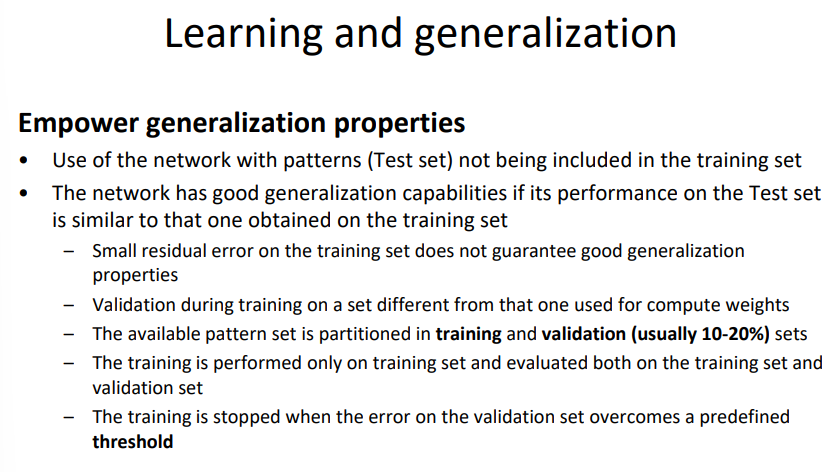 Learning and generalization
Empower generalization properties
• Use of the network with patterns (Test set) not being included in the training set
• The network has good generalization capabilities if its performance on the Test set
is similar to that one obtained on the training set
– Small residual error on the training set does not guarantee good generalization
properties
– Validation during training on a set different from that one used for compute weights
– The available pattern set is partitioned in training and validation (usually 10-20%) sets
– The training is performed only on training set and evaluated both on the training set and
validation set
– The training is stopped when the error on the validation set overcomes a predefined
threshold